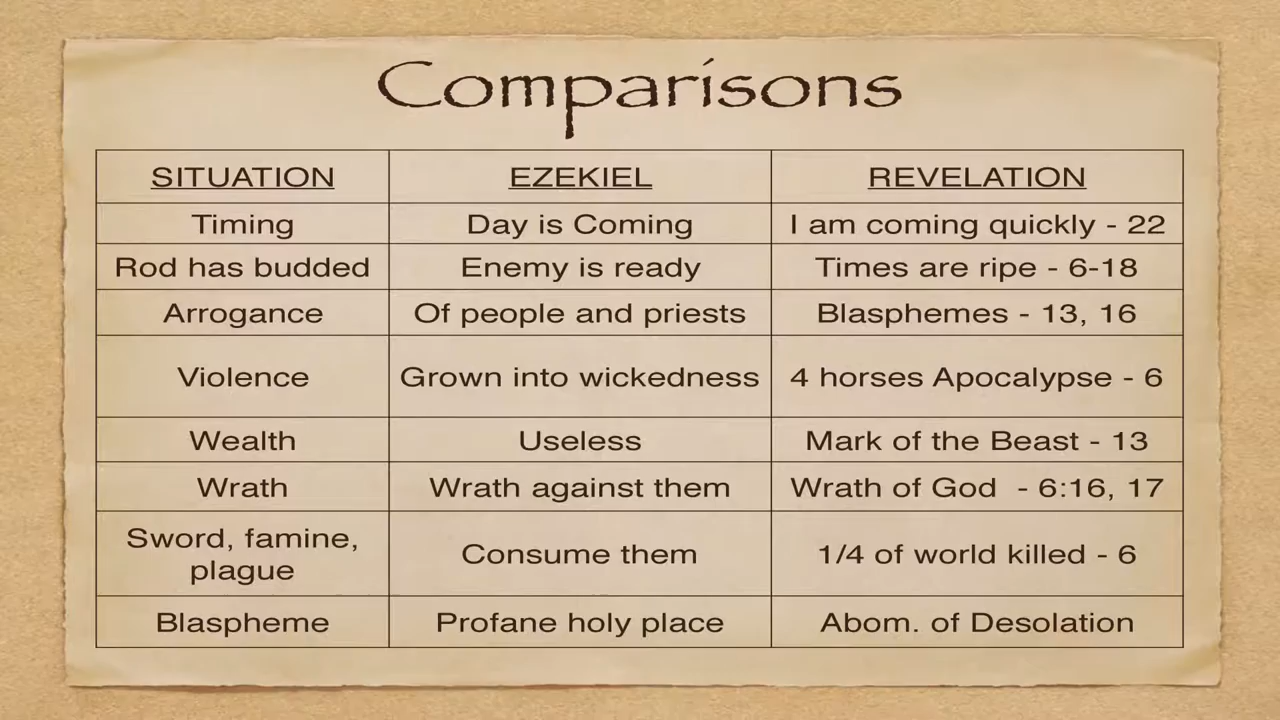 Comparisons
SITUATION EZEKIEL REVELATION
Timing Day is Coming I am coming quickly - 22
Rod has budded Enemy is ready Times are ripe - 6-18
Arrogance Of people and priests Blasphemes - 13, 16
Violence Grown into wickedness 4 horses Apocalypse - 6
Wealth Useless Mark of the Beast - 13
Wrath Wrath against them Wrath of God - 6:16, 17
Sword, famine,
plague Consume them 1/4 of world killed - 6
Blaspheme Profane holy place Abom. of Desolation